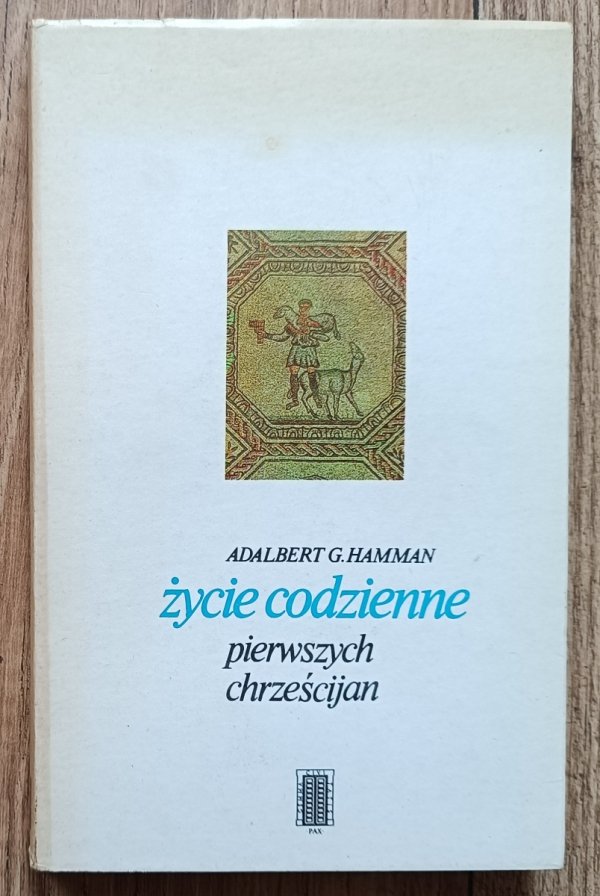 ADALBERT G. HAMMAN
życie codzienne
pierwszych
chrześcijan
PAX